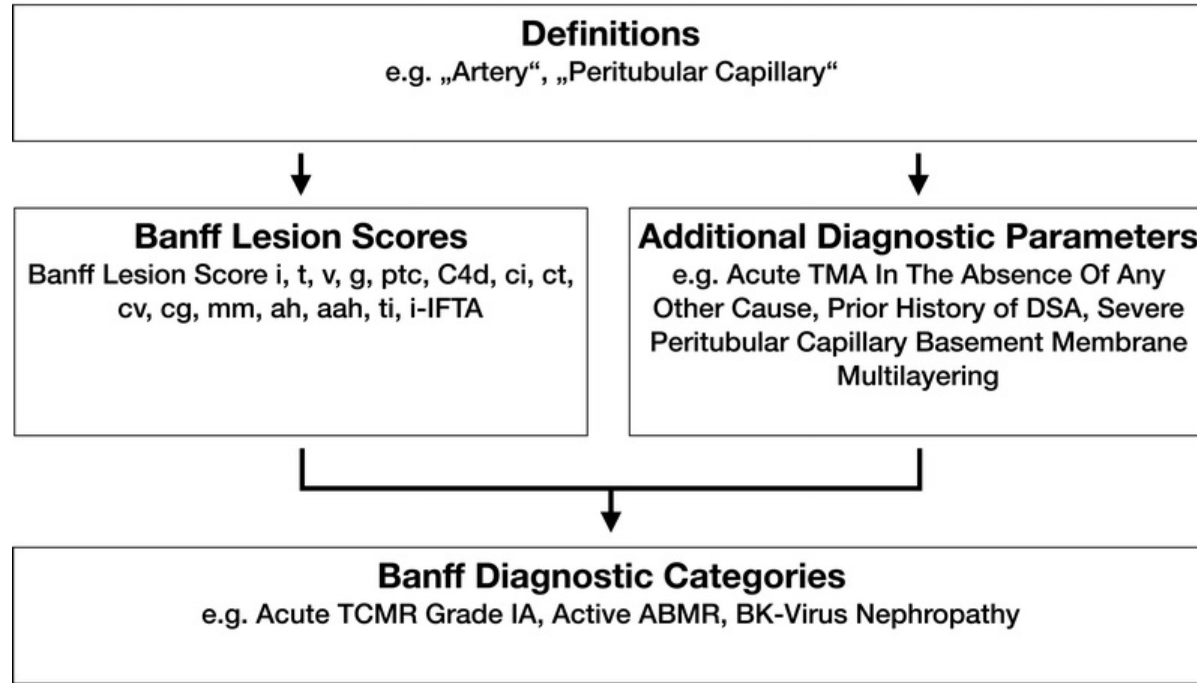 Definitions
e.g. „Artery“, „Peritubular Capillary“
Banff Lesion Scores
Banff Lesion Score i, t, v, g, ptc, C4d, ci, ct,
cv, cg, mm, ah, aah, ti, i-IFTA
Additional Diagnostic Parameters
e.g. Acute TMA In The Absence Of Any
Other Cause, Prior History of DSA, Severe
Peritubular Capillary Basement Membrane
Multilayering
Banff Diagnostic Categories
e.g. Acute TCMR Grade IA, Active ABMR, BK-Virus Nephropathy